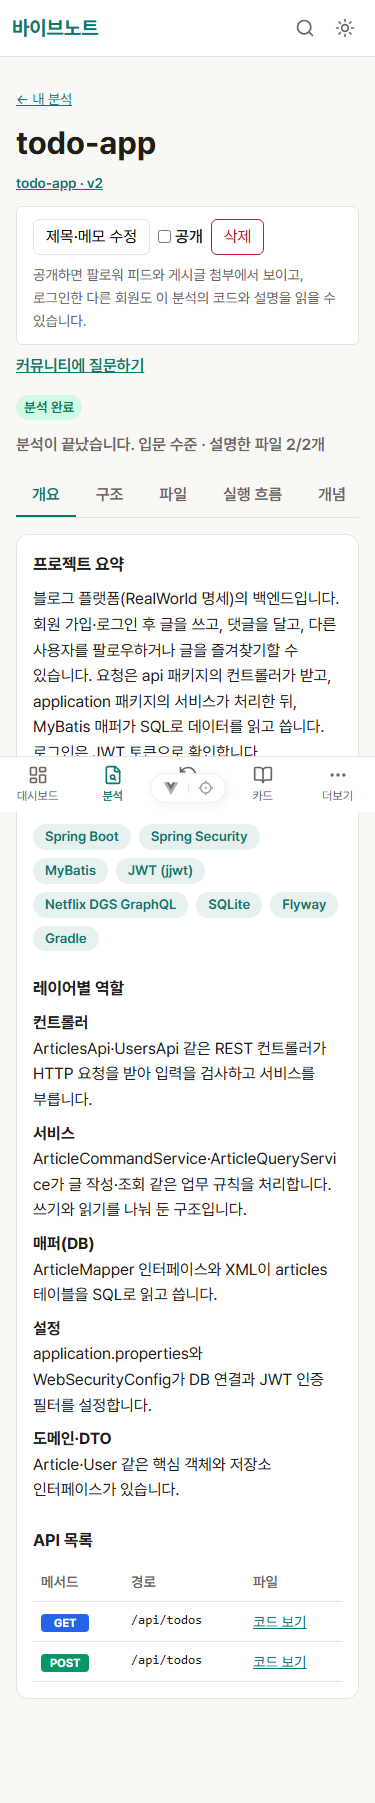 바이브노트
← 내 분석
todo-app
todo-app · v2
제목·메모 수정
공개
삭제
공개하면 팔로워 피드와 게시글 첨부에서 보이고,
로그인한 다른 회원도 이 분석의 코드와 설명을 읽을 수
있습니다.
커뮤니티에 질문하기
분석 완료
분석이 끝났습니다. 입문 수준 · 설명한 파일 2/2개
개요 구조 파일 실행 흐름 개념
프로젝트 요약
블로그 플랫폼(RealWorld 명세)의 백엔드입니다.
회원 가입·로그인 후 글을 쓰고, 댓글을 달고, 다른
사용자를 팔로우하거나 글을 즐겨찾기할 수
있습니다. 요청은 api 패키지의 컨트롤러가 받고,
application 패키지의 서비스가 처리한 뒤,
MyBatis 매퍼가 SQL로 데이터를 읽고 씁니다.
로그인은 JWT 토큰으로 확인합니다
대시보드 분석 카드 더보기
Spring Boot Spring Security
MyBatis JWT (jjwt)
Netflix DGS GraphQL SQLite Flyway
Gradle
레이어별 역할
컨트롤러
ArticlesApi·UsersApi 같은 REST 컨트롤러가
HTTP 요청을 받아 입력을 검사하고 서비스를
부릅니다.
서비스
ArticleCommandService·ArticleQueryServi
ce가 글 작성·조회 같은 업무 규칙을 처리합니다.
쓰기와 읽기를 나눠 둔 구조입니다.
매퍼(DB)
ArticleMapper 인터페이스와 XML이 articles
테이블을 SQL로 읽고 씁니다.
설정
application.properties와
WebSecurityConfig가 DB 연결과 JWT 인증
필터를 설정합니다.
도메인·DTO
Article·User 같은 핵심 객체와 저장소
인터페이스가 있습니다.
API 목록
메서드 경로 파일
GET /api/todos 코드 보기
POST /api/todos 코드 보기